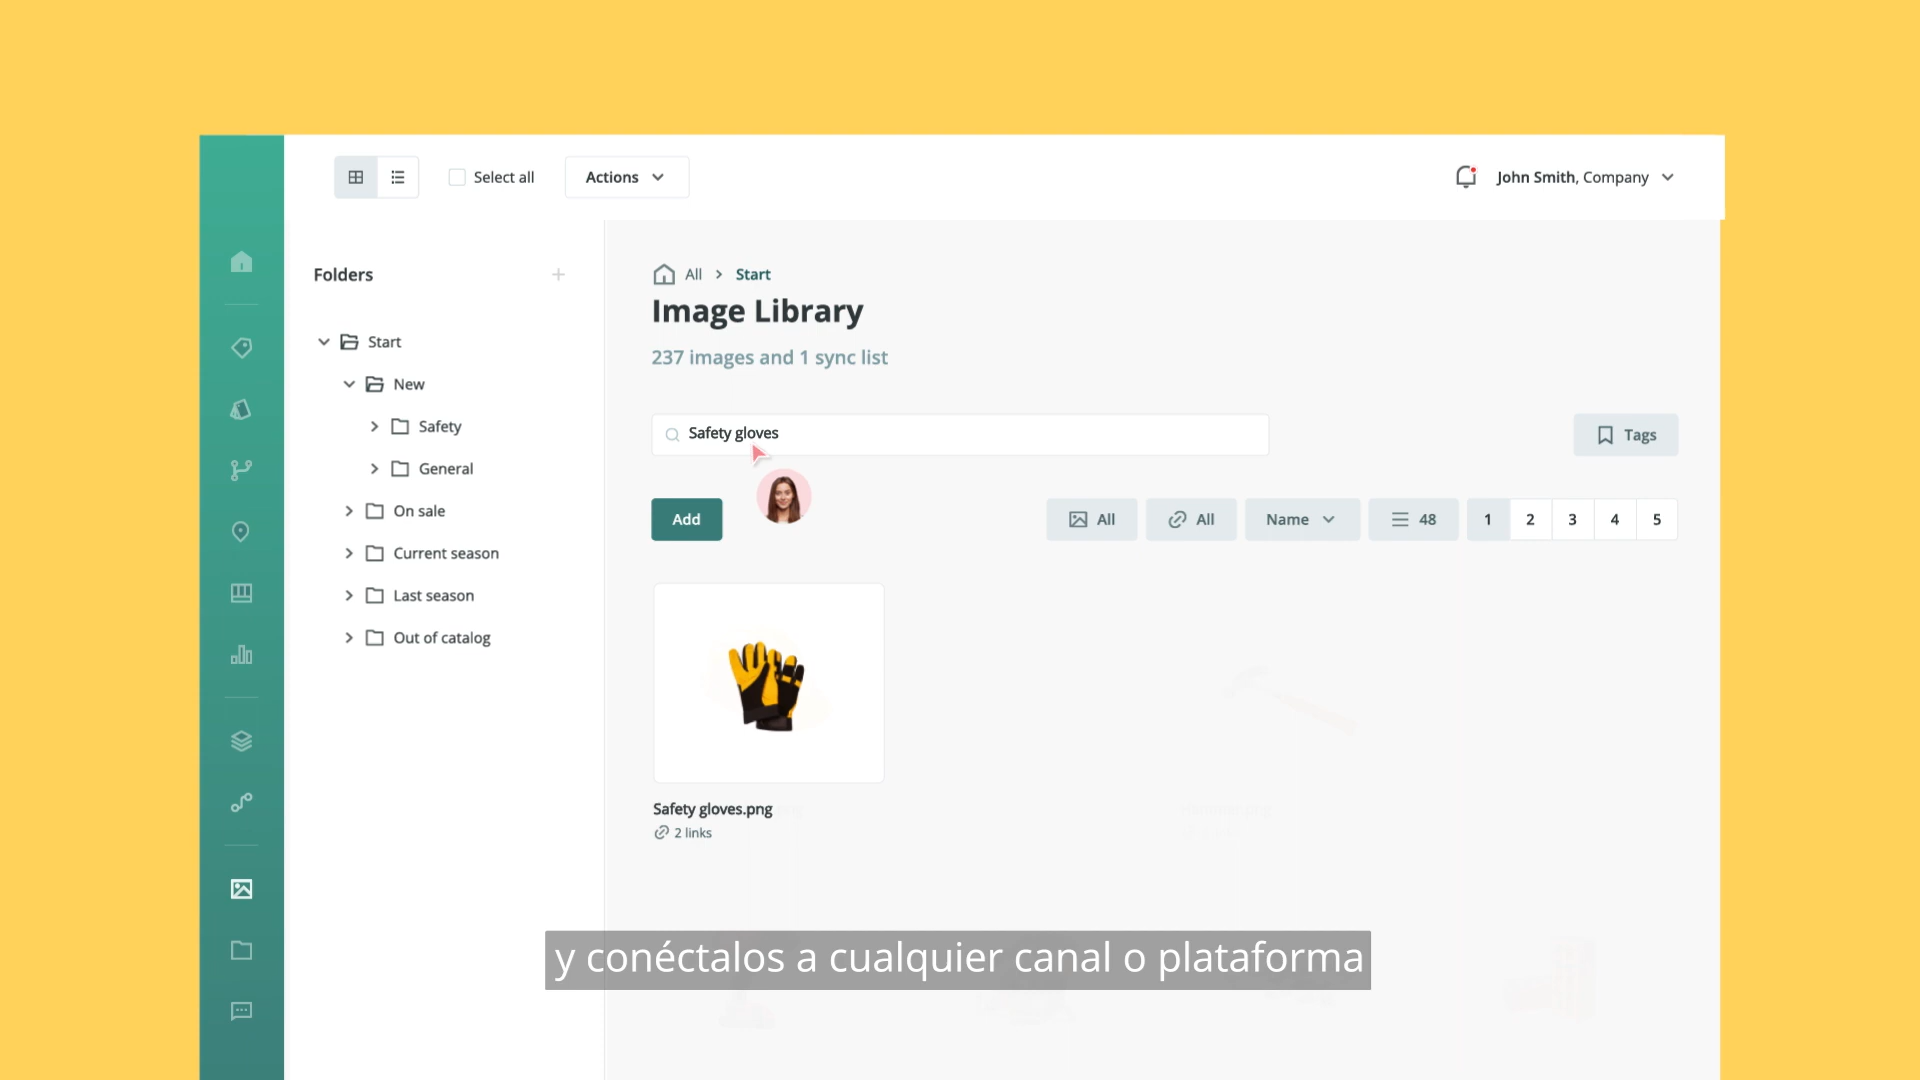 Select all
Actions
John Smith, Company
Folders
Start
New
Safety
General
On sale
Current season
Last season
Out of catalog
All > Start
Image Library
237 images and 1 sync list
Safety gloves
Tags
Add
All
All
Name
48
1 2 3 4 5
Safety gloves.png
2 links
y conéctalos a cualquier canal o plataforma